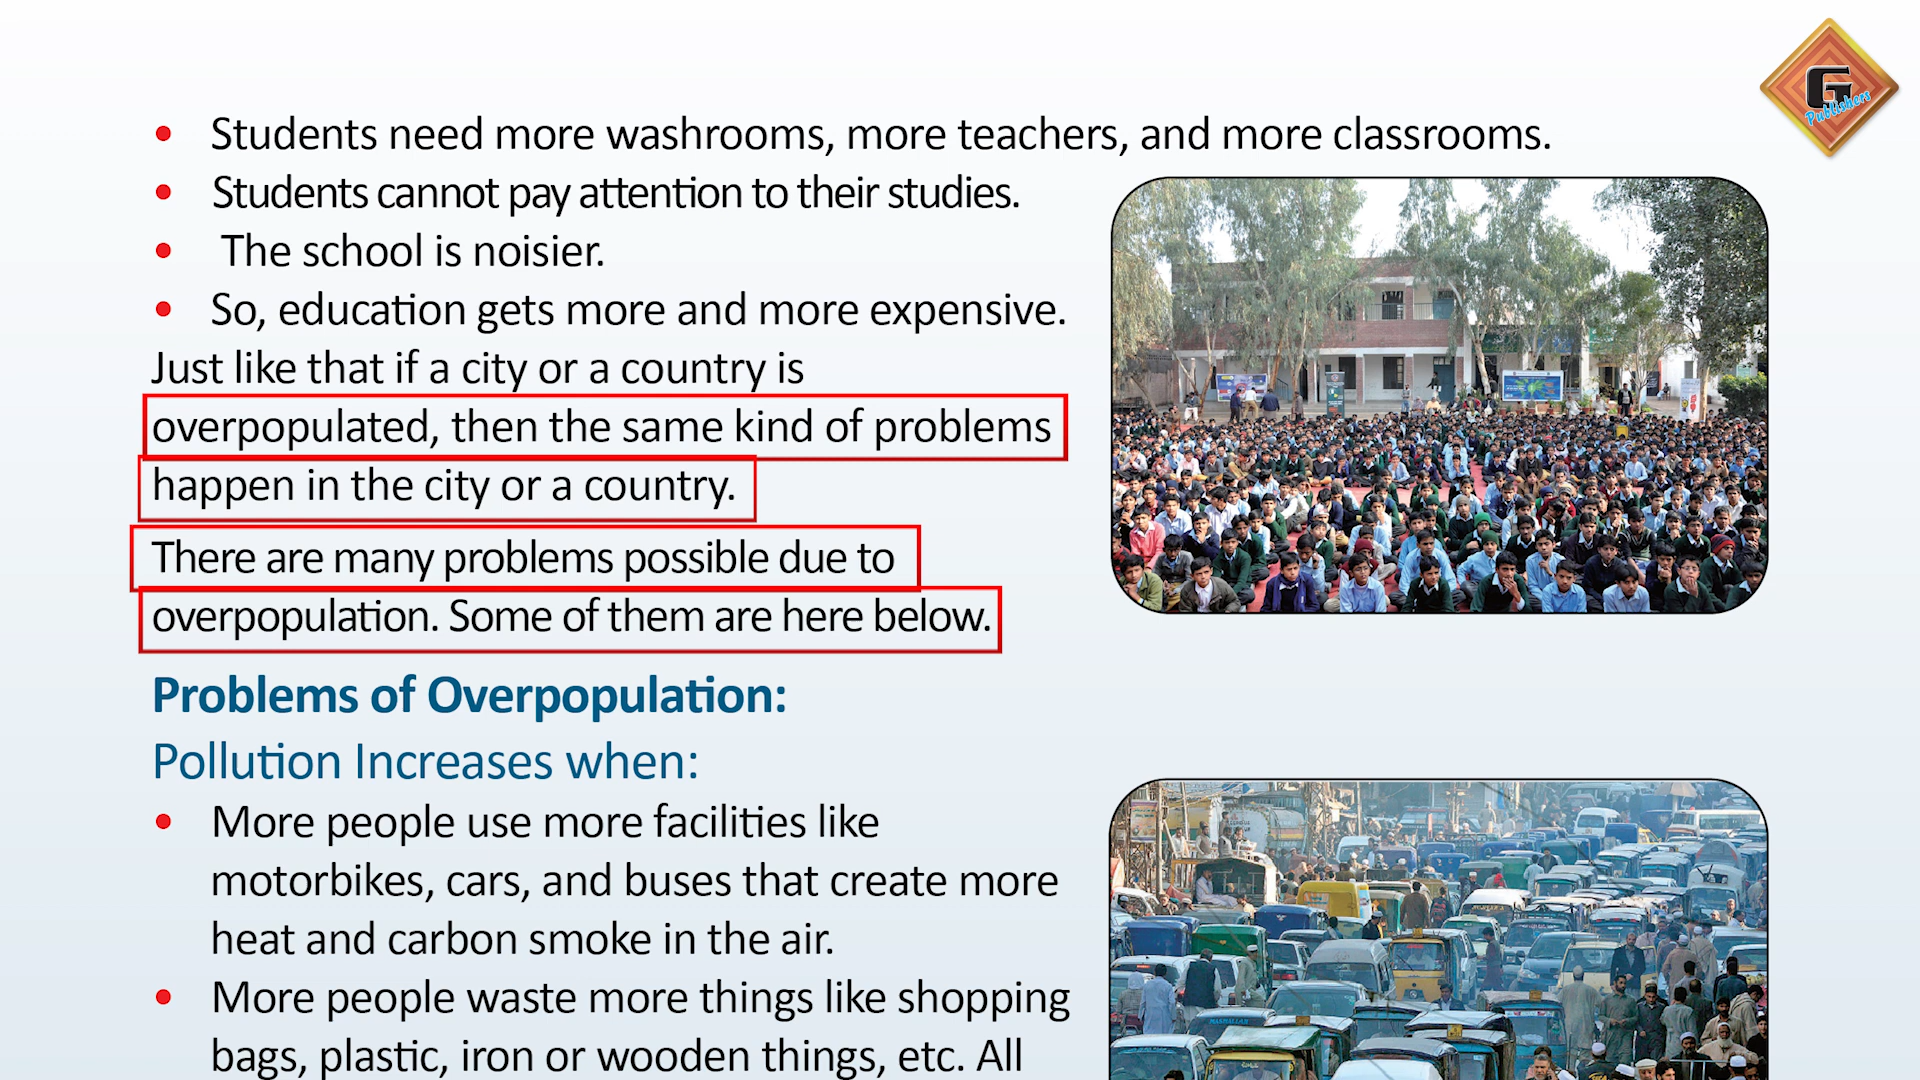 G
Publishers
• Students need more washrooms, more teachers, and more classrooms.
• Students cannot pay attention to their studies.
• The school is noisier.
• So, education gets more and more expensive.
Just like that if a city or a country is
overpopulated, then the same kind of problems
happen in the city or a country.
There are many problems possible due to
overpopulation. Some of them are here below.
Problems of Overpopulation:
Pollution Increases when:
• More people use more facilities like
motorbikes, cars, and buses that create more
heat and carbon smoke in the air.
• More people waste more things like shopping
bags, plastic, iron or wooden things, etc. All